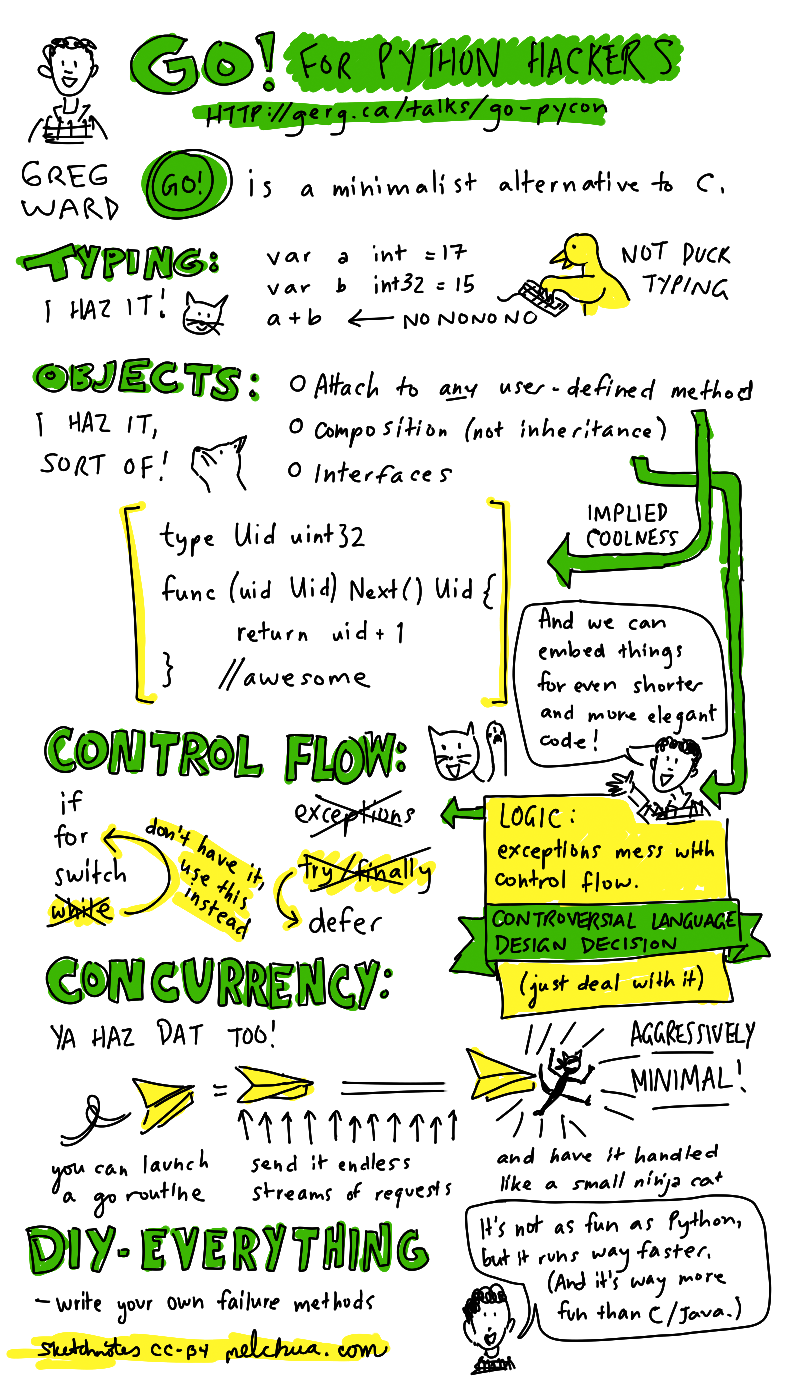 GO! FOR PYTHON HACKERS
HTTP://gerg.ca/talks/go-pycon
GREG
WARD
GO! is a minimalist alternative to C.
TYPING:
I HAZ IT!
var a int = 17
var b int32 = 15
a + b ← NO NO NO NO
NOT DUCK
TYPING
OBJECTS:
I HAZ IT,
SORT OF!
O Attach to any user-defined method
O Composition (not inheritance)
O Interfaces
IMPLIED
COOLNESS
type Uid uint32
func (uid Uid) Next() Uid {
return uid + 1
} //awesome
And we can
embed things
for even shorter
and more elegant
code!
CONTROL FLOW:
if
for
switch
while
don't have it,
use this
instead
exceptions
try/finally
defer
LOGIC:
exceptions mess with
control flow.
CONTROVERSIAL LANGUAGE
DESIGN DECISION
(just deal with it)
CONCURRENCY:
YA HAZ DAT TOO!
AGGRESSIVELY
MINIMAL!
you can launch
a go routine
send it endless
streams of requests
and have it handled
like a small ninja cat
DIY-EVERYTHING
- write your own failure methods
It's not as fun as Python,
but it runs way faster.
(And it's way more
fun than C/Java.)
sketchnotes CC-BY melchua.com